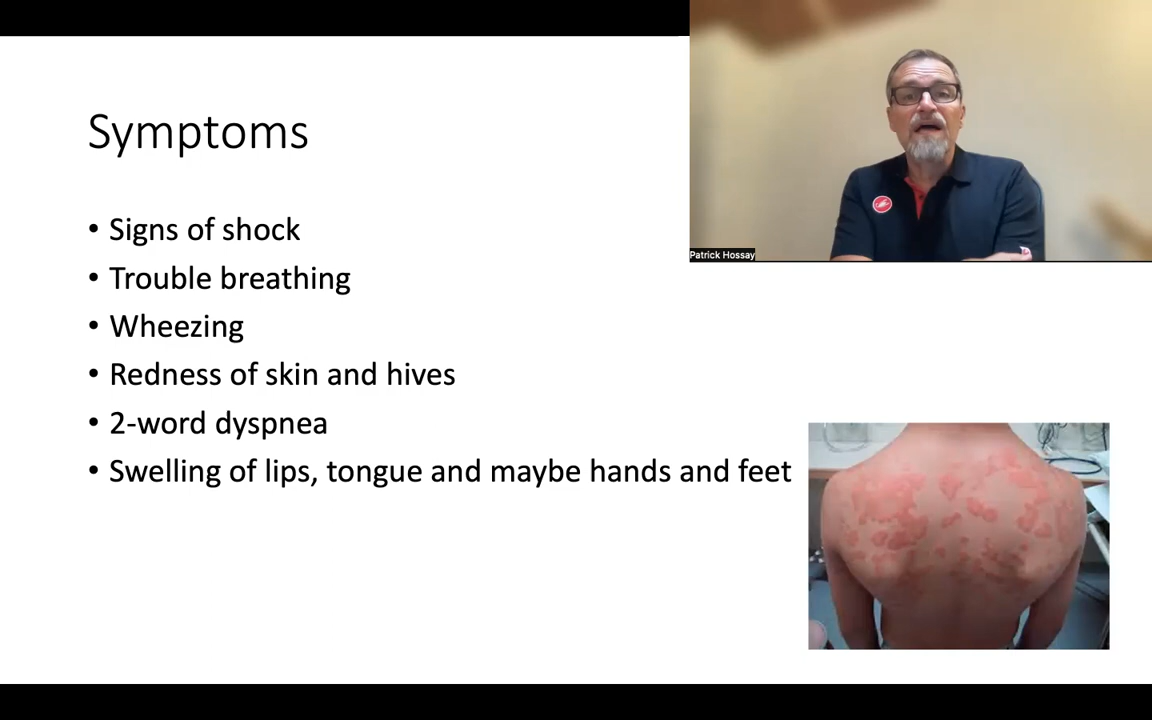 Symptoms
• Signs of shock
• Trouble breathing
• Wheezing
• Redness of skin and hives
• 2-word dyspnea
• Swelling of lips, tongue and maybe hands and feet
Patrick Hossay